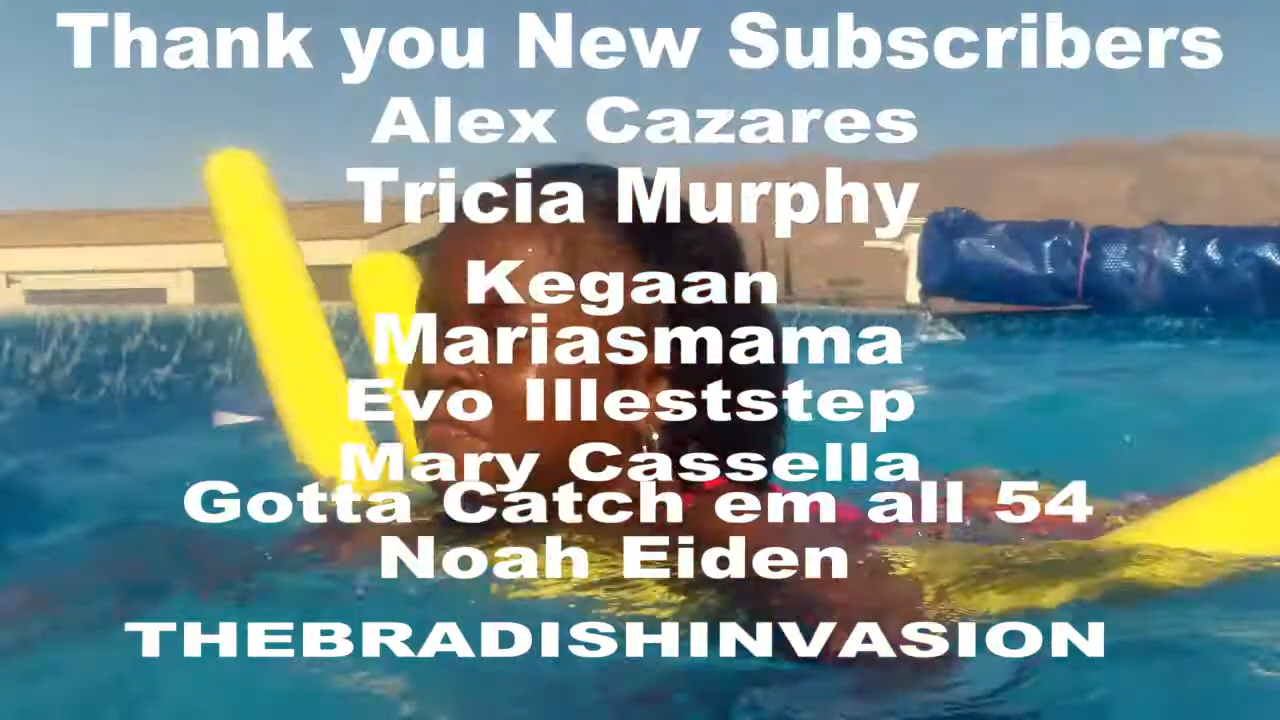 Thank you New Subscribers
Alex Cazares
Tricia Murphy
Kegaan
Mariasmama
Evo Illeststep
Mary Cassella
Gotta Catch em all 54
Noah Eiden
THEBRADISHINVASION